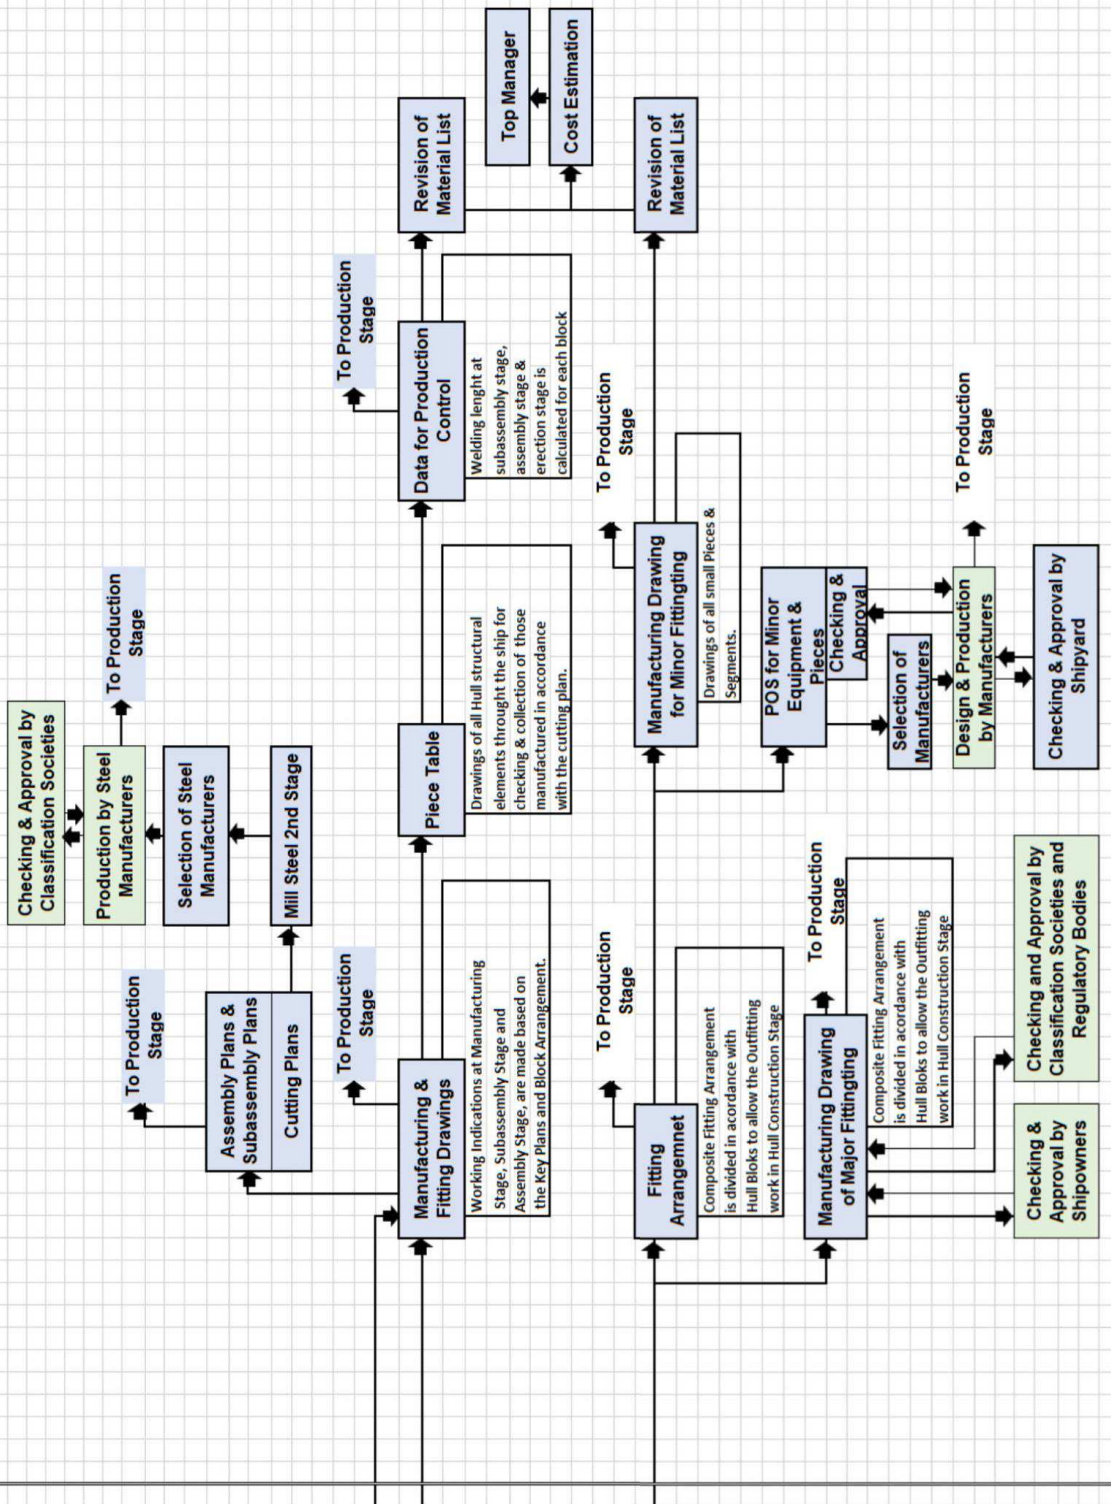 Checking & Approval by
Classification Societies
Production by Steel
Manufacturers
To Production
Stage
Selection of Steel
Manufacturers
Mill Steel 2nd Stage
To Production
Stage
Assembly Plans &
Subassembly Plans
Cutting Plans
To Production
Stage
Manufacturing &
Fitting Drawings
Working Indications at Manufacturing
Stage, Subassembly Stage and
Assembly Stage, are made based on
the Key Plans and Block Arrangement.
Piece Table
Drawings of all Hull structural
elements throught the ship for
checking & collection of those
manufactured in accordance
with the cutting plan.
To Production
Stage
Data for Production
Control
Welding lenght at
subassembly stage,
assembly stage &
erection stage is
calculated for each block
Revision of
Material List
Top Manager
Cost Estimation
Revision of
Material List
To Production
Stage
Fitting
Arrangemnet
Composite Fitting Arrangement
is divided in acordance with
Hull Bloks to allow the Outfitting
work in Hull Construction Stage
To Production
Stage
Manufacturing Drawing
for Minor Fittingting
Drawings of all small Pieces &
Segments.
POS for Minor
Equipment &
Pieces
Checking &
Approval
Selection of
Manufacturers
Design & Production
by Manufacturers
To Production
Stage
Checking & Approval by
Shipyard
To Production
Stage
Manufacturing Drawing
of Major Fittingting
Composite Fitting Arrangement
is divided in acordance with
Hull Bloks to allow the Outfitting
work in Hull Construction Stage
Checking &
Approval by
Shipowners
Checking and Approval by
Classification Societies and
Regulatory Bodies